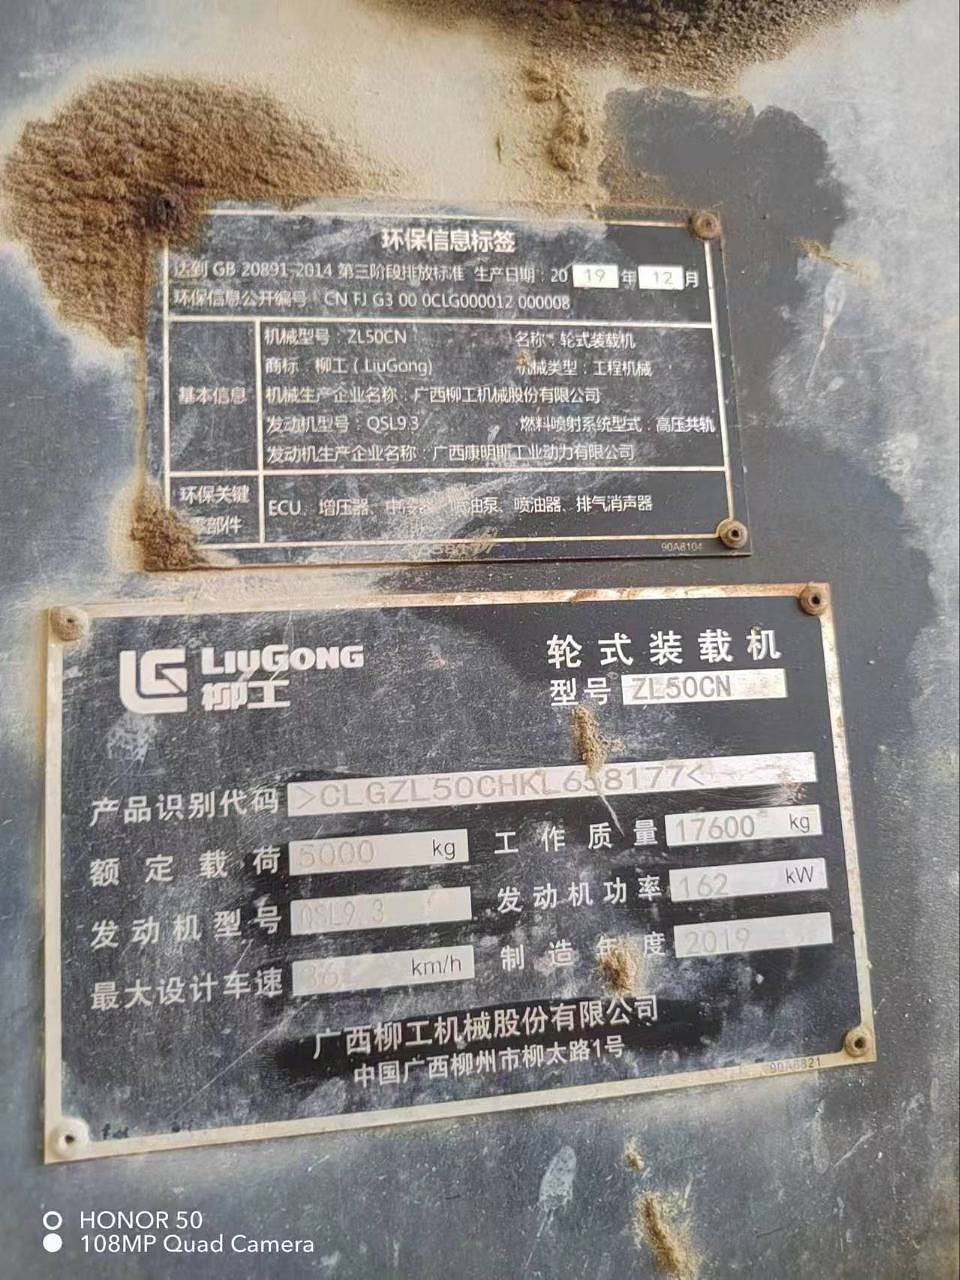 环保信息标签
达到 GB 20891-2014 第三阶段排放标准 生产日期：20 19 年 12 月
环保信息公开编号 CN FJ G3 00 0CLG000012 000008
基本信息
机械型号：ZL50CN 名称：轮式装载机
商标：柳工（LiuGong) 机械类型：工程机械
机械生产企业名称：广西柳工机械股份有限公司
发动机型号：QSL9.3 燃料喷射系统型式：高压共轨
发动机生产企业名称：广西康明斯工业动力有限公司
环保关键
零部件
ECU、增压器、中冷器、喷油泵、喷油器、排气消声器
90A8104
LG LIUGONG
柳工
轮式装载机
型号 ZL50CN
产品识别代码 >CLGZL50CHKL658177<
额定载荷 5000 kg 工作质量 17600 kg
发动机型号 QSL9.3 发动机功率 162 kW
最大设计车速 36 km/h 制造年度 2019
广西柳工机械股份有限公司
中国广西柳州市柳太路1号
HONOR 50
108MP Quad Camera